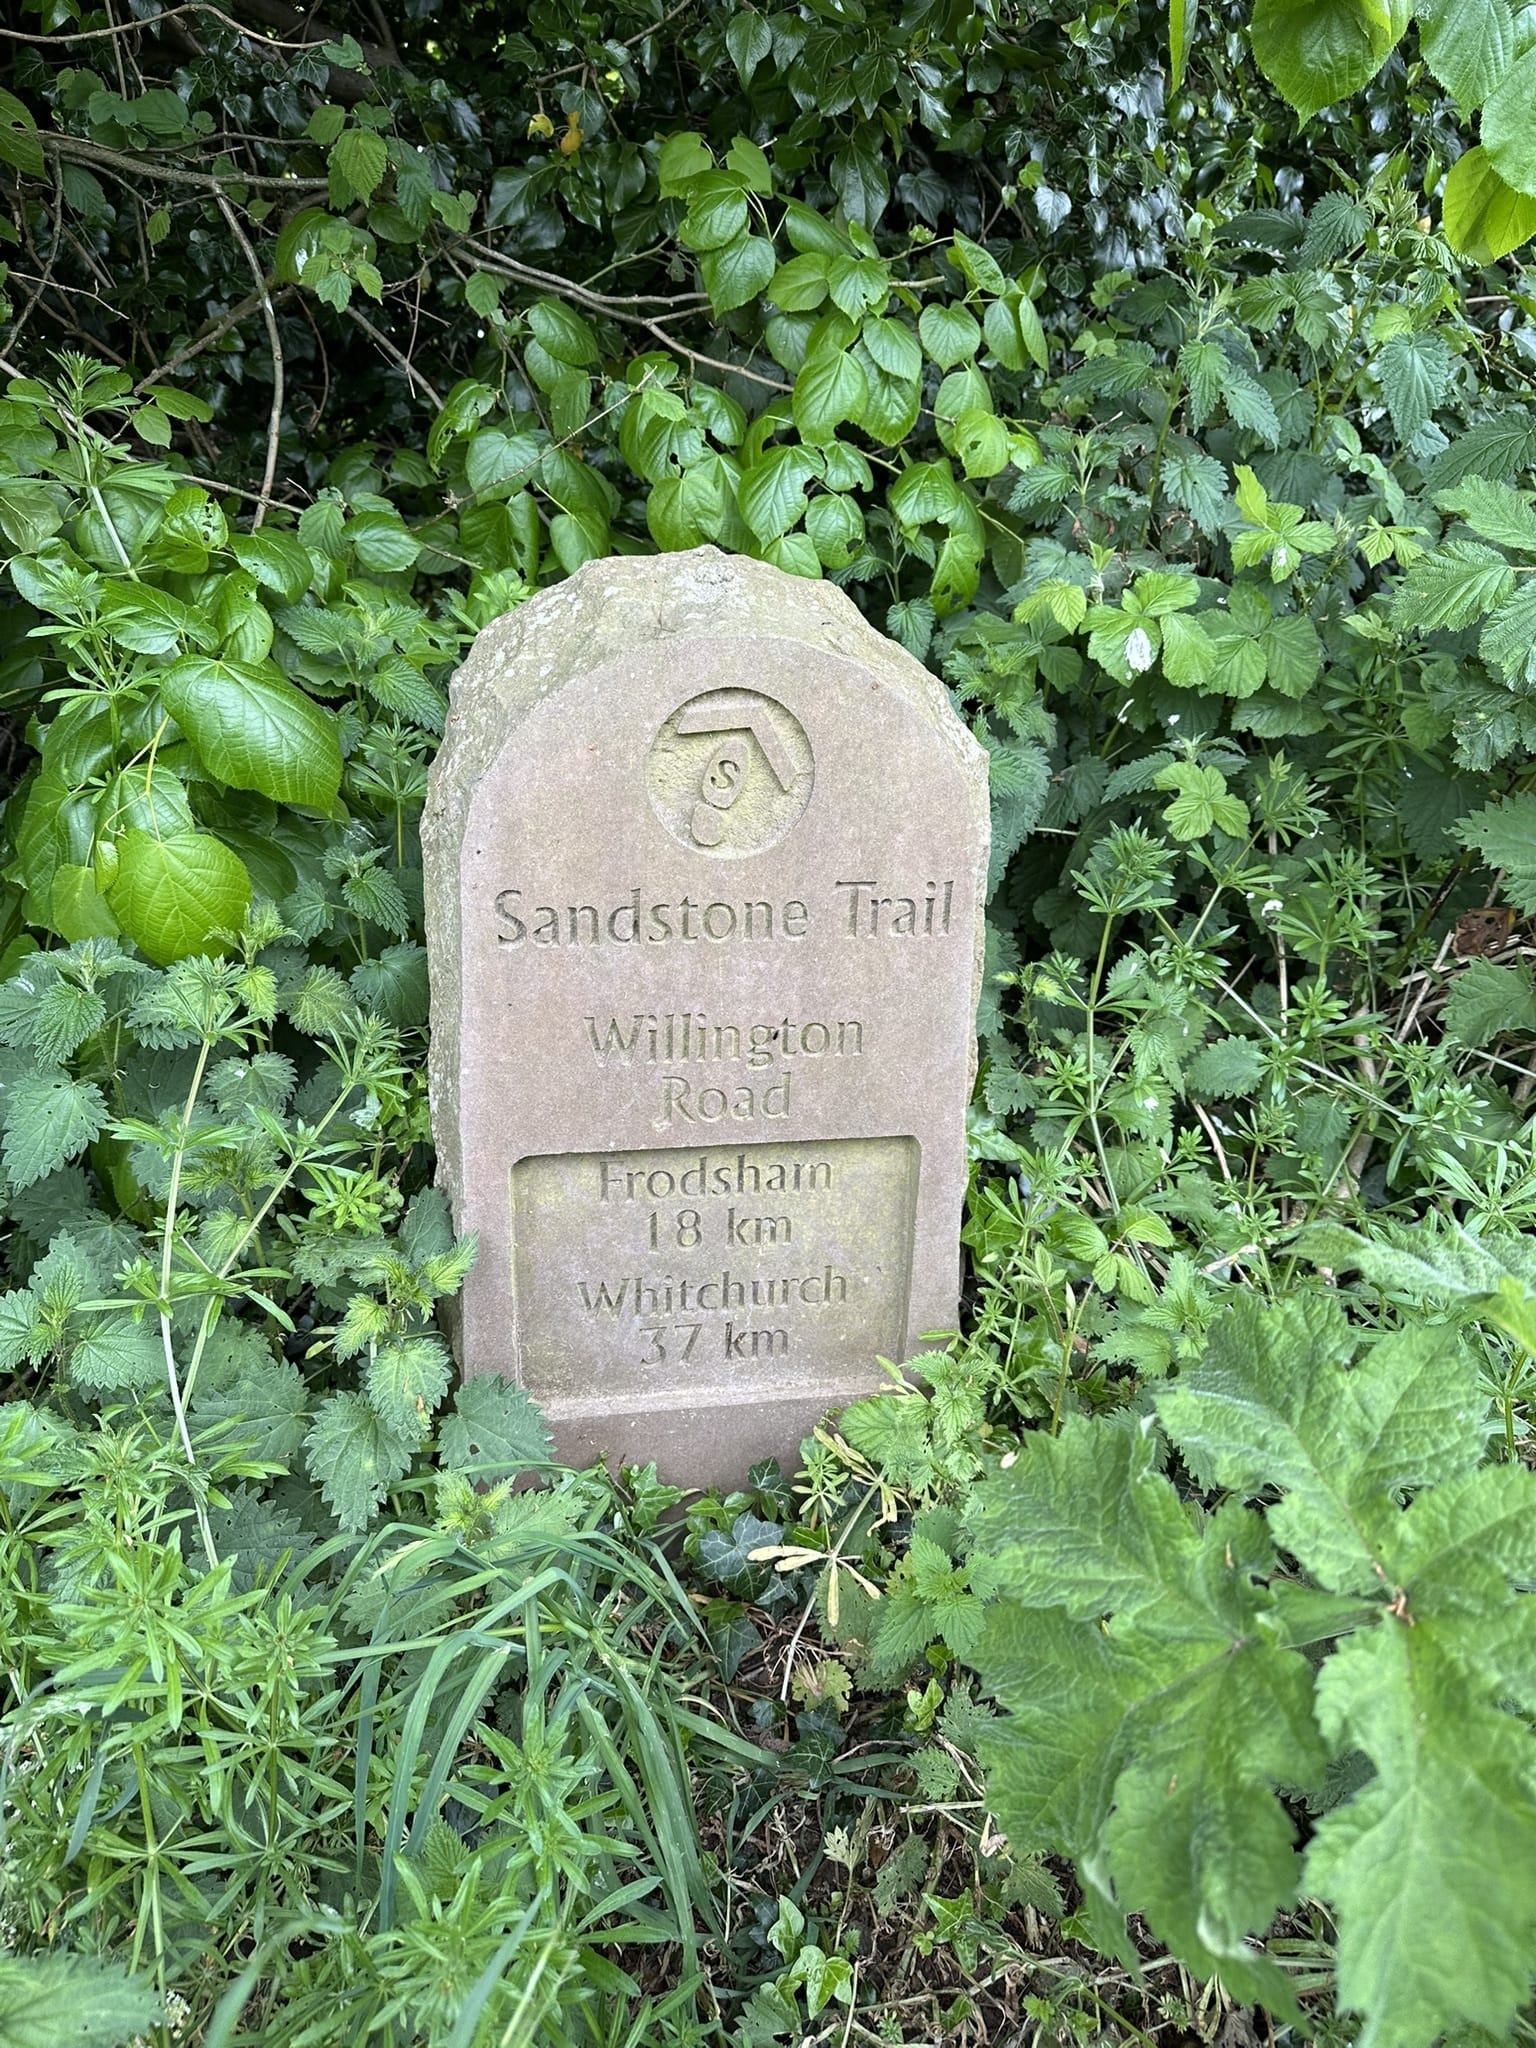 S
Sandstone Trail
Willington
Road
Frodsham
18 km
Whitchurch
37 km